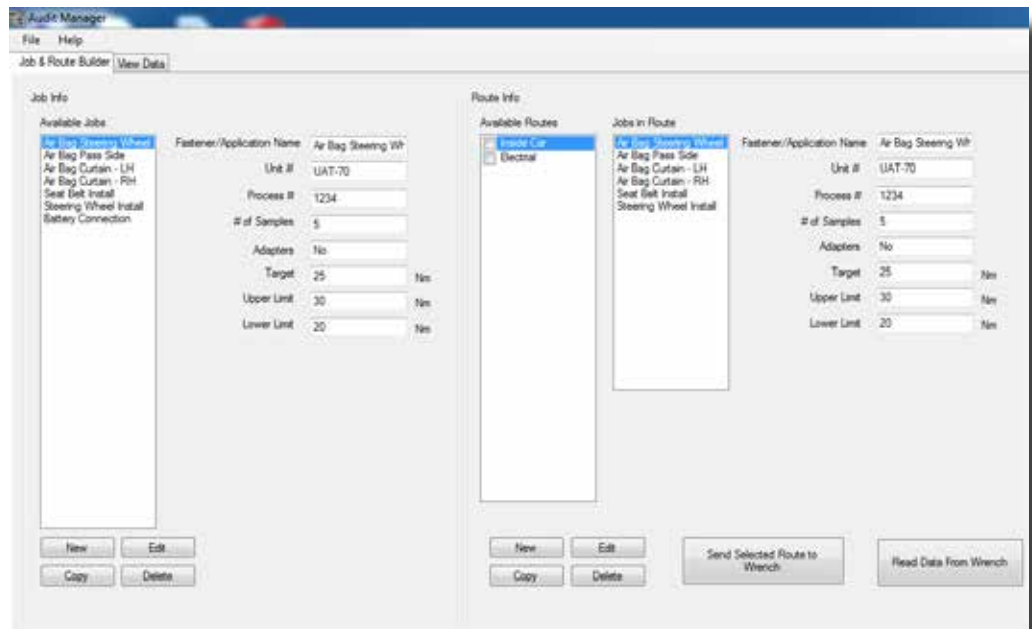 Audit Manager
File Help
Job & Route Builder View Data
Job Info
Available Jobs
Air Bag Steering Wheel
Air Bag Pass Side
Air Bag Curtain - LH
Air Bag Curtain - RH
Seat Belt Install
Steering Wheel Install
Battery Connection
Fastener/Application Name Air Bag Steering Wh
Unit # UAT-70
Process # 1234
# of Samples 5
Adapters No
Target 25 Nm
Upper Limit 30 Nm
Lower Limit 20 Nm
New Edit
Copy Delete
Route Info
Available Routes
Inside Car
Electrial
Jobs in Route
Air Bag Steering Wheel
Air Bag Pass Side
Air Bag Curtain - LH
Air Bag Curtain - RH
Seat Belt Install
Steering Wheel Install
Fastener/Application Name Air Bag Steering Wh
Unit # UAT-70
Process # 1234
# of Samples 5
Adapters No
Target 25 Nm
Upper Limit 30 Nm
Lower Limit 20 Nm
New Edit
Copy Delete
Send Selected Route to
Wrench
Read Data From Wrench